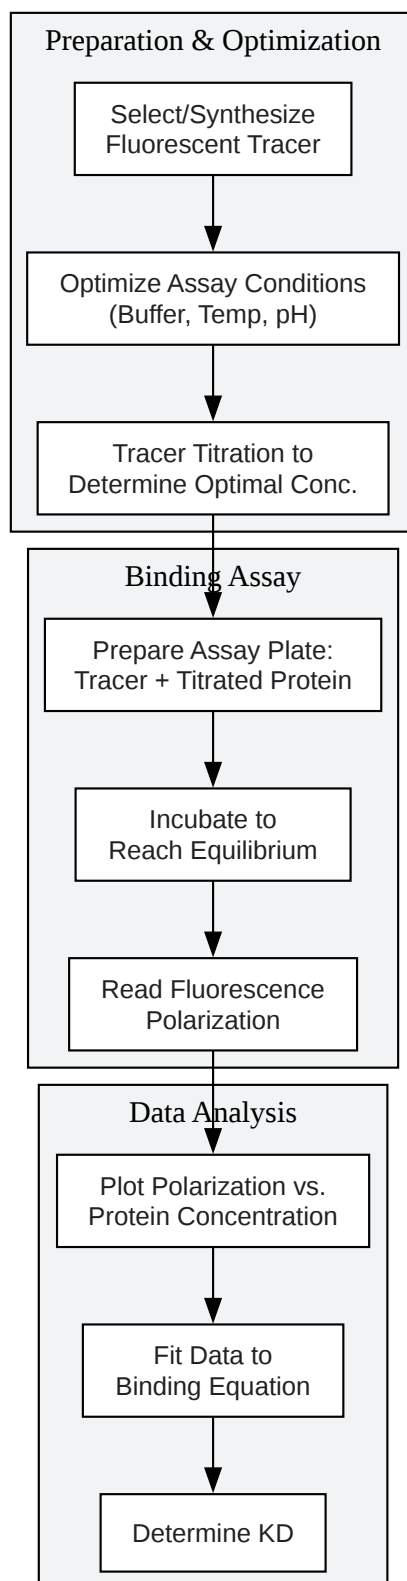 Preparation & Optimization
Select/Synthesize
Fluorescent Tracer
Optimize Assay Conditions
(Buffer, Temp, pH)
Tracer Titration to
Determine Optimal Conc.
Binding Assay
Prepare Assay Plate:
Tracer + Titrated Protein
Incubate to
Reach Equilibrium
Read Fluorescence
Polarization
Data Analysis
Plot Polarization vs.
Protein Concentration
Fit Data to
Binding Equation
Determine KD